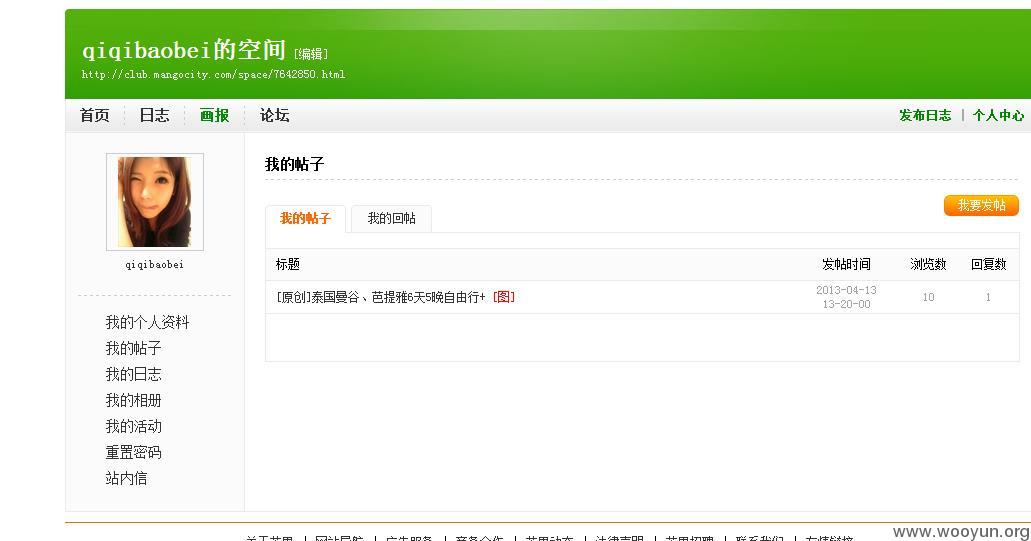 qiqibaobei的空间 [编辑]
http://club.mangocity.com/space/7642850.html
首页 日志 画报 论坛 发布日志 | 个人中心
qiqibaobei
我的个人资料
我的帖子
我的日志
我的相册
我的活动
重置密码
站内信
我的帖子
我的帖子 我的回帖 我要发帖
标题 发帖时间 浏览数 回复数
[原创]泰国曼谷、芭提雅6天5晚自由行+ [图] 2013-04-13 13-20-00 10 1
www.wooyun.org